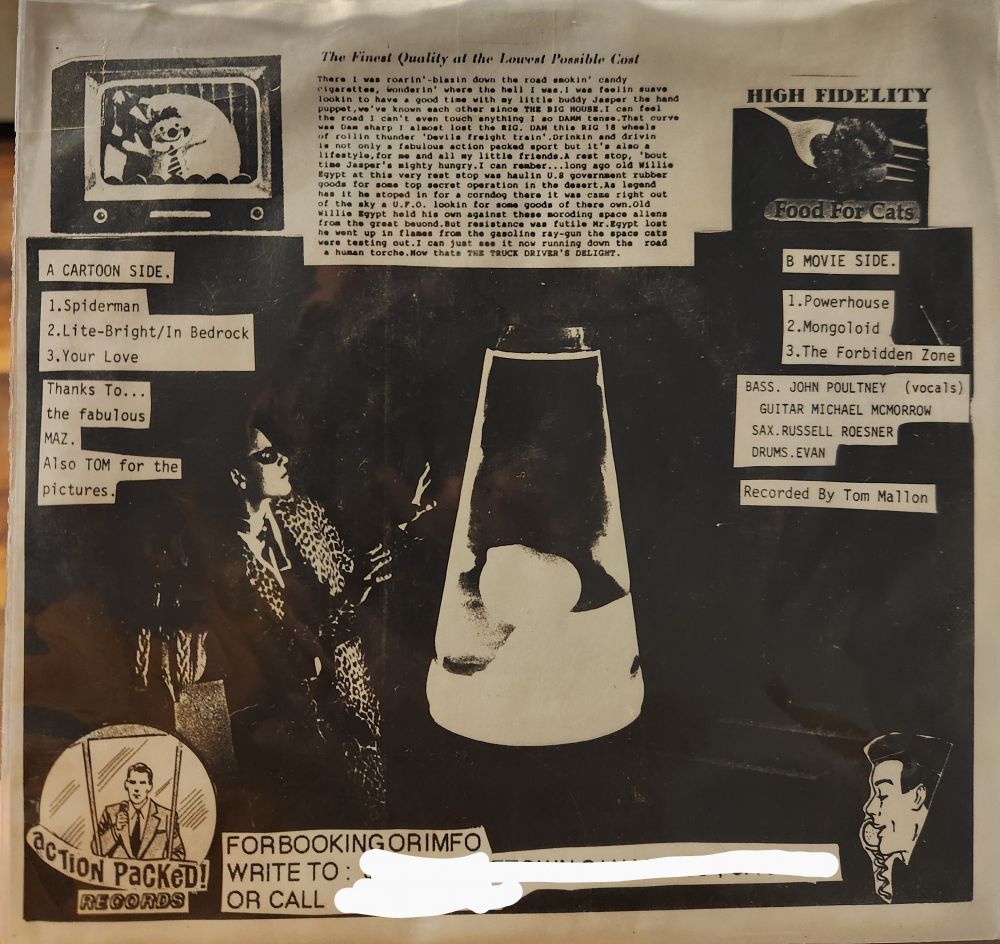 The Finest Quality at the Lowest Possible Cost
There I was roarin'-blazin down the road smokin' candy
cigarettes, wonderin' where the hell I was.I was feelin suave
lookin to have a good time with my little buddy Jasper the hand
puppet,we've known each other since THE BIG HOUSE.I can feel
the road I can't even touch anything I so DAMM tense.That curve
was Dam sharp I almost lost the RIG. DAM this RIG 18 wheels
of rollin thunder 'Devils freight train'.Drinkin and drivin
is not only a fabulous action packed sport but it's also a
lifestyle,for me and all my little friends.A rest stop, 'bout
time Jasper's mighty hungry.I can rember...long ago old Willie
Egypt at this very rest stop was haulin U.S government rubber
goods for some top secret operation in the desert.As legend
has it he stoped in for a corndog there it was came right out
of the sky a U.F.O. lookin for some goods of there own.Old
Willie Egypt held his own against these moroding space aliens
from the great beuond.But resistance was futile Mr.Egypt lost
he went up in flames from the gasoline ray-gun the space cats
were testing out.I can just see it now running down the road
a human torche.Now thats THE TRUCK DRIVER'S DELIGHT.
HIGH FIDELITY
Food For Cats
A CARTOON SIDE.
1.Spiderman
2.Lite-Bright/In Bedrock
3.Your Love
Thanks To...
the fabulous
MAZ.
Also TOM for the
pictures.
B MOVIE SIDE.
1.Powerhouse
2.Mongoloid
3.The Forbidden Zone
BASS. JOHN POULTNEY (vocals)
GUITAR MICHAEL MCMORROW
SAX.RUSSELL ROESNER
DRUMS.EVAN
Recorded By Tom Mallon
ACTION PACKED!
RECORDS
FOR BOOKING OR IMFO
WRITE TO :
OR CALL